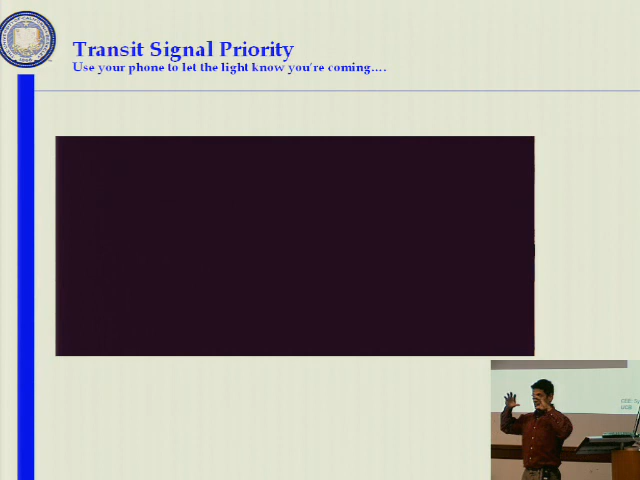 Transit Signal Priority
Use your phone to let the light know you're coming....